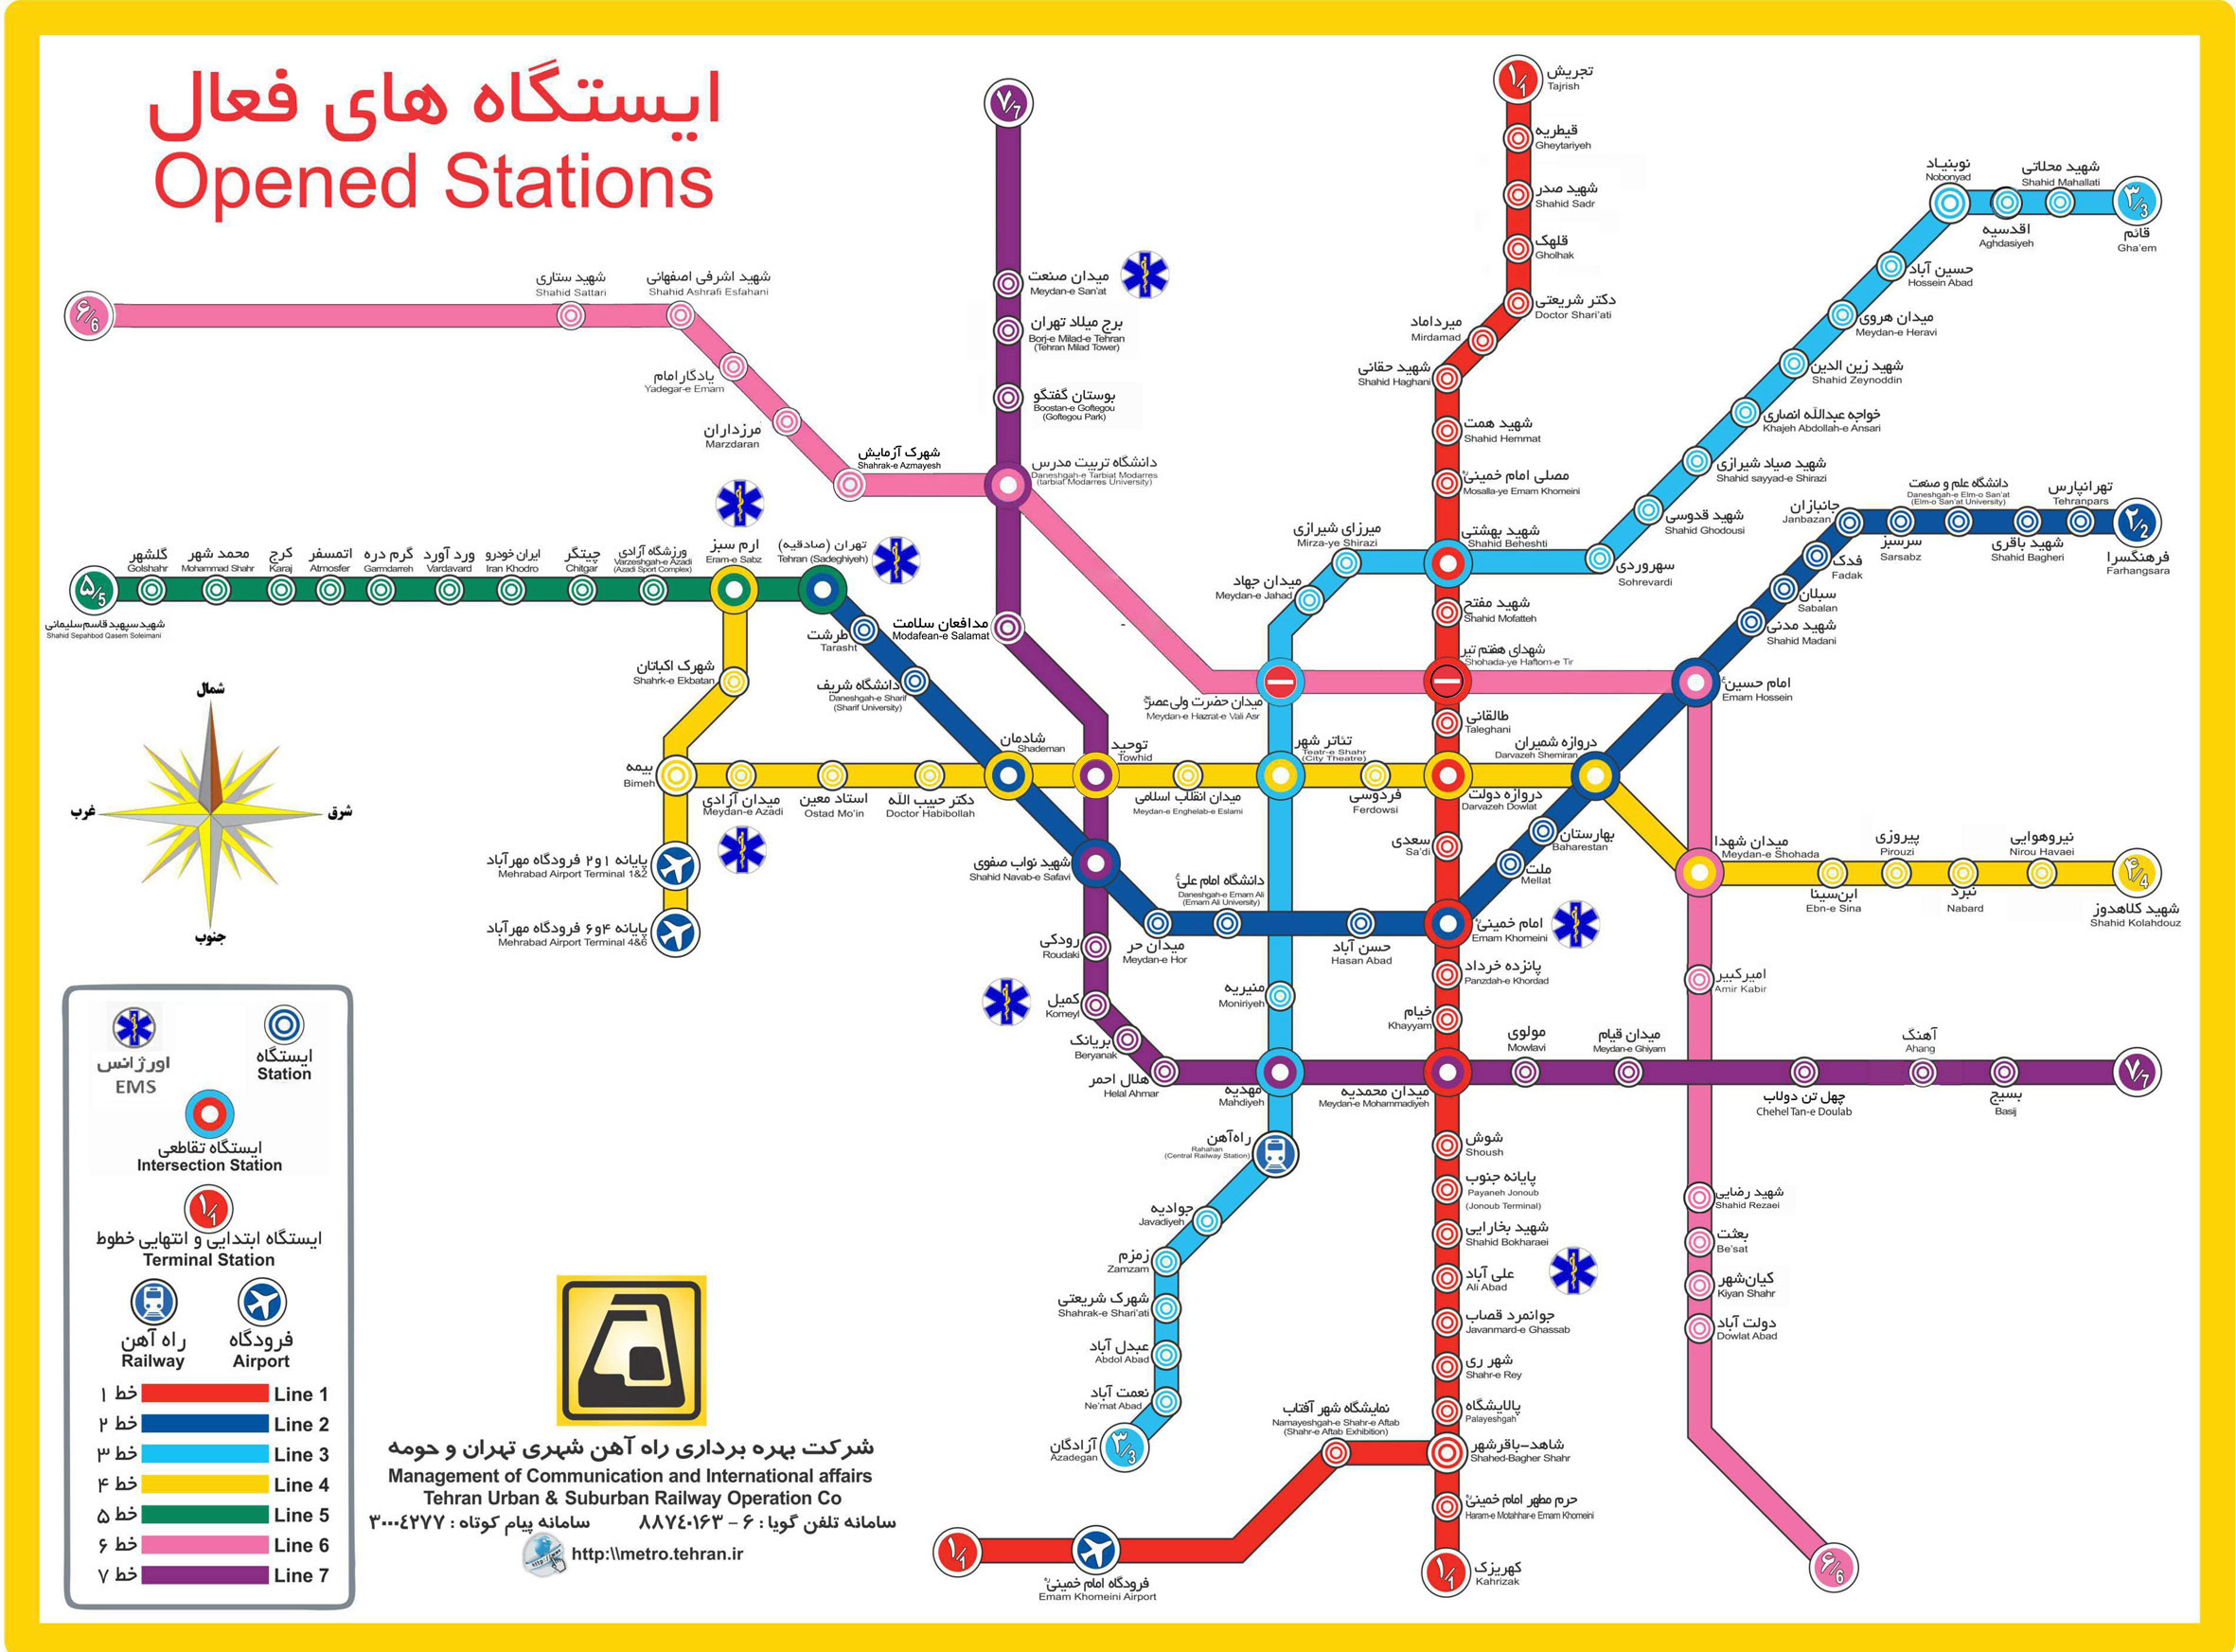 ایستگاه های فعال
Opened Stations
۷/7
۱/1
تجریش
Tajrish
قیطریه
Gheytariyeh
شهید صدر
Shahid Sadr
قلهک
Gholhak
دکتر شریعتی
Doctor Shari'ati
میرداماد
Mirdamad
شهید حقانی
Shahid Haghani
شهید همت
Shahid Hemmat
مصلی امام خمینی
Mosalla-ye Emam Khomeini
شهید بهشتی
Shahid Beheshti
شهید مفتح
Shahid Mofatteh
شهدای هفتم تیر
Shohada-ye Haftom-e Tir
طالقانی
Taleghani
دروازه دولت
Darvazeh Dowlat
سعدی
Sa'di
امام خمینی
Emam Khomeini
پانزده خرداد
Panzdah-e Khordad
خیام
Khayyam
میدان محمدیه
Meydan-e Mohammadiyeh
شوش
Shoush
پایانه جنوب
Payaneh Jonoub
(Jonoub Terminal)
شهید بخارایی
Shahid Bokharaei
علی آباد
Ali Abad
جوانمرد قصاب
Javanmard-e Ghassab
شهر ری
Shahr-e Rey
پالایشگاه
Palayeshgah
شاهد-باقرشهر
Shahed-Bagher Shahr
حرم مطهر امام خمینی
Haram-e Motahhar-e Emam Khomeini
۱/1
کهریزک
Kahrizak
نمایشگاه شهر آفتاب
Namayeshgah-e Shahr-e Aftab
(Shahr-e Aftab Exhibition)
فرودگاه امام خمینی
Emam Khomeini Airport
۱/1
۳/3
قائم
Gha'em
شهید محلاتی
Shahid Mahallati
اقدسیه
Aghdasiyeh
نوبنیاد
Nobonyad
حسین آباد
Hossein Abad
میدان هروی
Meydan-e Heravi
شهید زین الدین
Shahid Zeynoddin
خواجه عبدالله انصاری
Khajeh Abdollah-e Ansari
شهید صیاد شیرازی
Shahid sayyad-e Shirazi
شهید قدوسی
Shahid Ghodousi
سهروردی
Sohrevardi
میرزای شیرازی
Mirza-ye Shirazi
میدان جهاد
Meydan-e Jahad
میدان حضرت ولی عصر
Meydan-e Hazrat-e Vali Asr
تئاتر شهر
Teatr-e Shahr
(City Theatre)
منیریه
Moniriyeh
مهدیه
Mahdiyeh
راه‌آهن
Rahahan
(Central Railway Station)
جوادیه
Javadiyeh
زمزم
Zamzam
شهرک شریعتی
Shahrak-e Shari'ati
عبدل آباد
Abdol Abad
نعمت آباد
Ne'mat Abad
۳/3
آزادگان
Azadegan
۶/6
شهید ستاری
Shahid Sattari
شهید اشرفی اصفهانی
Shahid Ashrafi Esfahani
یادگار امام
Yadegar-e Emam
مرزداران
Marzdaran
شهرک آزمایش
Shahrak-e Azmayesh
دانشگاه تربیت مدرس
Daneshgah-e Tarbiat Modarres
(tarbiat Modarres University)
امام حسین
Emam Hossein
میدان شهدا
Meydan-e Shohada
امیرکبیر
Amir Kabir
شهید رضایی
Shahid Rezaei
بعثت
Be'sat
کیان‌شهر
Kiyan Shahr
دولت آباد
Dowlat Abad
۶/6
میدان صنعت
Meydan-e San'at
برج میلاد تهران
Borj-e Milad-e Tehran
(Tehran Milad Tower)
بوستان گفتگو
Boostan-e Goftegou
(Goftegou Park)
مدافعان سلامت
Modafean-e Salamat
توحید
Towhid
شهید نواب صفوی
Shahid Navab-e Safavi
رودکی
Roudaki
کمیل
Komeyl
بریانک
Beryanak
هلال احمر
Helal Ahmar
مولوی
Mowlavi
میدان قیام
Meydan-e Ghiyam
چهل تن دولاب
Chehel Tan-e Doulab
آهنگ
Ahang
بسیج
Basij
۷/7
۵/5
شهید سپهبد قاسم سلیمانی
Shahid Sepahbod Qasem Soleimani
گلشهر
Golshahr
محمد شهر
Mohammad Shahr
کرج
Karaj
اتمسفر
Atmosfer
گرم دره
Garmdarreh
ورد آورد
Vardavard
ایران خودرو
Iran Khodro
چیتگر
Chitgar
ورزشگاه آزادی
Varzeshgah-e Azadi
(Azadi Sport Complex)
ارم سبز
Eram-e Sabz
تهران (صادقیه)
Tehran (Sadeghiyeh)
طرشت
Tarasht
دانشگاه شریف
Daneshgah-e Sharif
(Sharif University)
شادمان
Shademan
میدان حر
Meydan-e Hor
دانشگاه امام علی
Daneshgah-e Emam Ali
(Emam Ali University)
حسن آباد
Hasan Abad
ملت
Mellat
بهارستان
Baharestan
دروازه شمیران
Darvazeh Shemiran
شهید مدنی
Shahid Madani
سبلان
Sabalan
فدک
Fadak
جانبازان
Janbazan
سرسبز
Sarsabz
دانشگاه علم و صنعت
Daneshgah-e Elm-o San'at
(Elm-o San'at University)
شهید باقری
Shahid Bagheri
تهرانپارس
Tehranpars
۲/2
فرهنگسرا
Farhangsara
شهرک اکباتان
Shahrk-e Ekbatan
بیمه
Bimeh
میدان آزادی
Meydan-e Azadi
استاد معین
Ostad Mo'in
دکتر حبیب الله
Doctor Habibollah
میدان انقلاب اسلامی
Meydan-e Enghelab-e Eslami
فردوسی
Ferdowsi
ابن‌سینا
Ebn-e Sina
پیروزی
Pirouzi
نبرد
Nabard
نیروهوایی
Nirou Havaei
۴/4
شهید کلاهدوز
Shahid Kolahdouz
پایانه ۱و۲ فرودگاه مهرآباد
Mehrabad Airport Terminal 1&2
پایانه ۴و۶ فرودگاه مهرآباد
Mehrabad Airport Terminal 4&6
شمال
غرب
شرق
جنوب
اورژانس
EMS
ایستگاه
Station
ایستگاه تقاطعی
Intersection Station
۱/1
ایستگاه ابتدایی و انتهایی خطوط
Terminal Station
راه آهن
Railway
فرودگاه
Airport
خط ۱ Line 1
خط ۲ Line 2
خط ۳ Line 3
خط ۴ Line 4
خط ۵ Line 5
خط ۶ Line 6
خط ۷ Line 7
شرکت بهره برداری راه آهن شهری تهران و حومه
Management of Communication and International affairs
Tehran Urban & Suburban Railway Operation Co
سامانه تلفن گویا : ۶ - ۸۸۷٤۰۱۶۳ سامانه پیام کوتاه : ۳۰۰۰٤۲۷۷
http:\\metro.tehran.ir